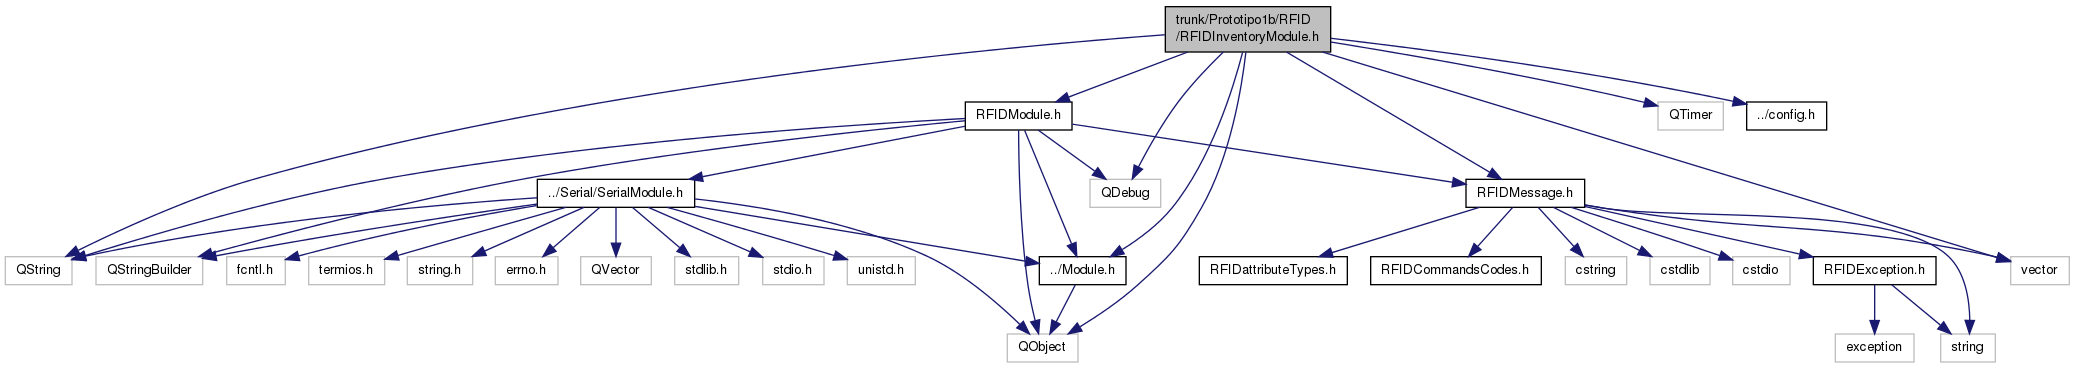 trunk/Prototipo1b/RFID
/RFIDInventoryModule.h
RFIDModule.h
QTimer
../config.h
../Serial/SerialModule.h
QDebug
RFIDMessage.h
QString
QStringBuilder
fcntl.h
termios.h
string.h
errno.h
QVector
stdlib.h
stdio.h
unistd.h
../Module.h
RFIDattributeTypes.h
RFIDCommandsCodes.h
cstring
cstdlib
cstdio
RFIDException.h
vector
QObject
exception
string